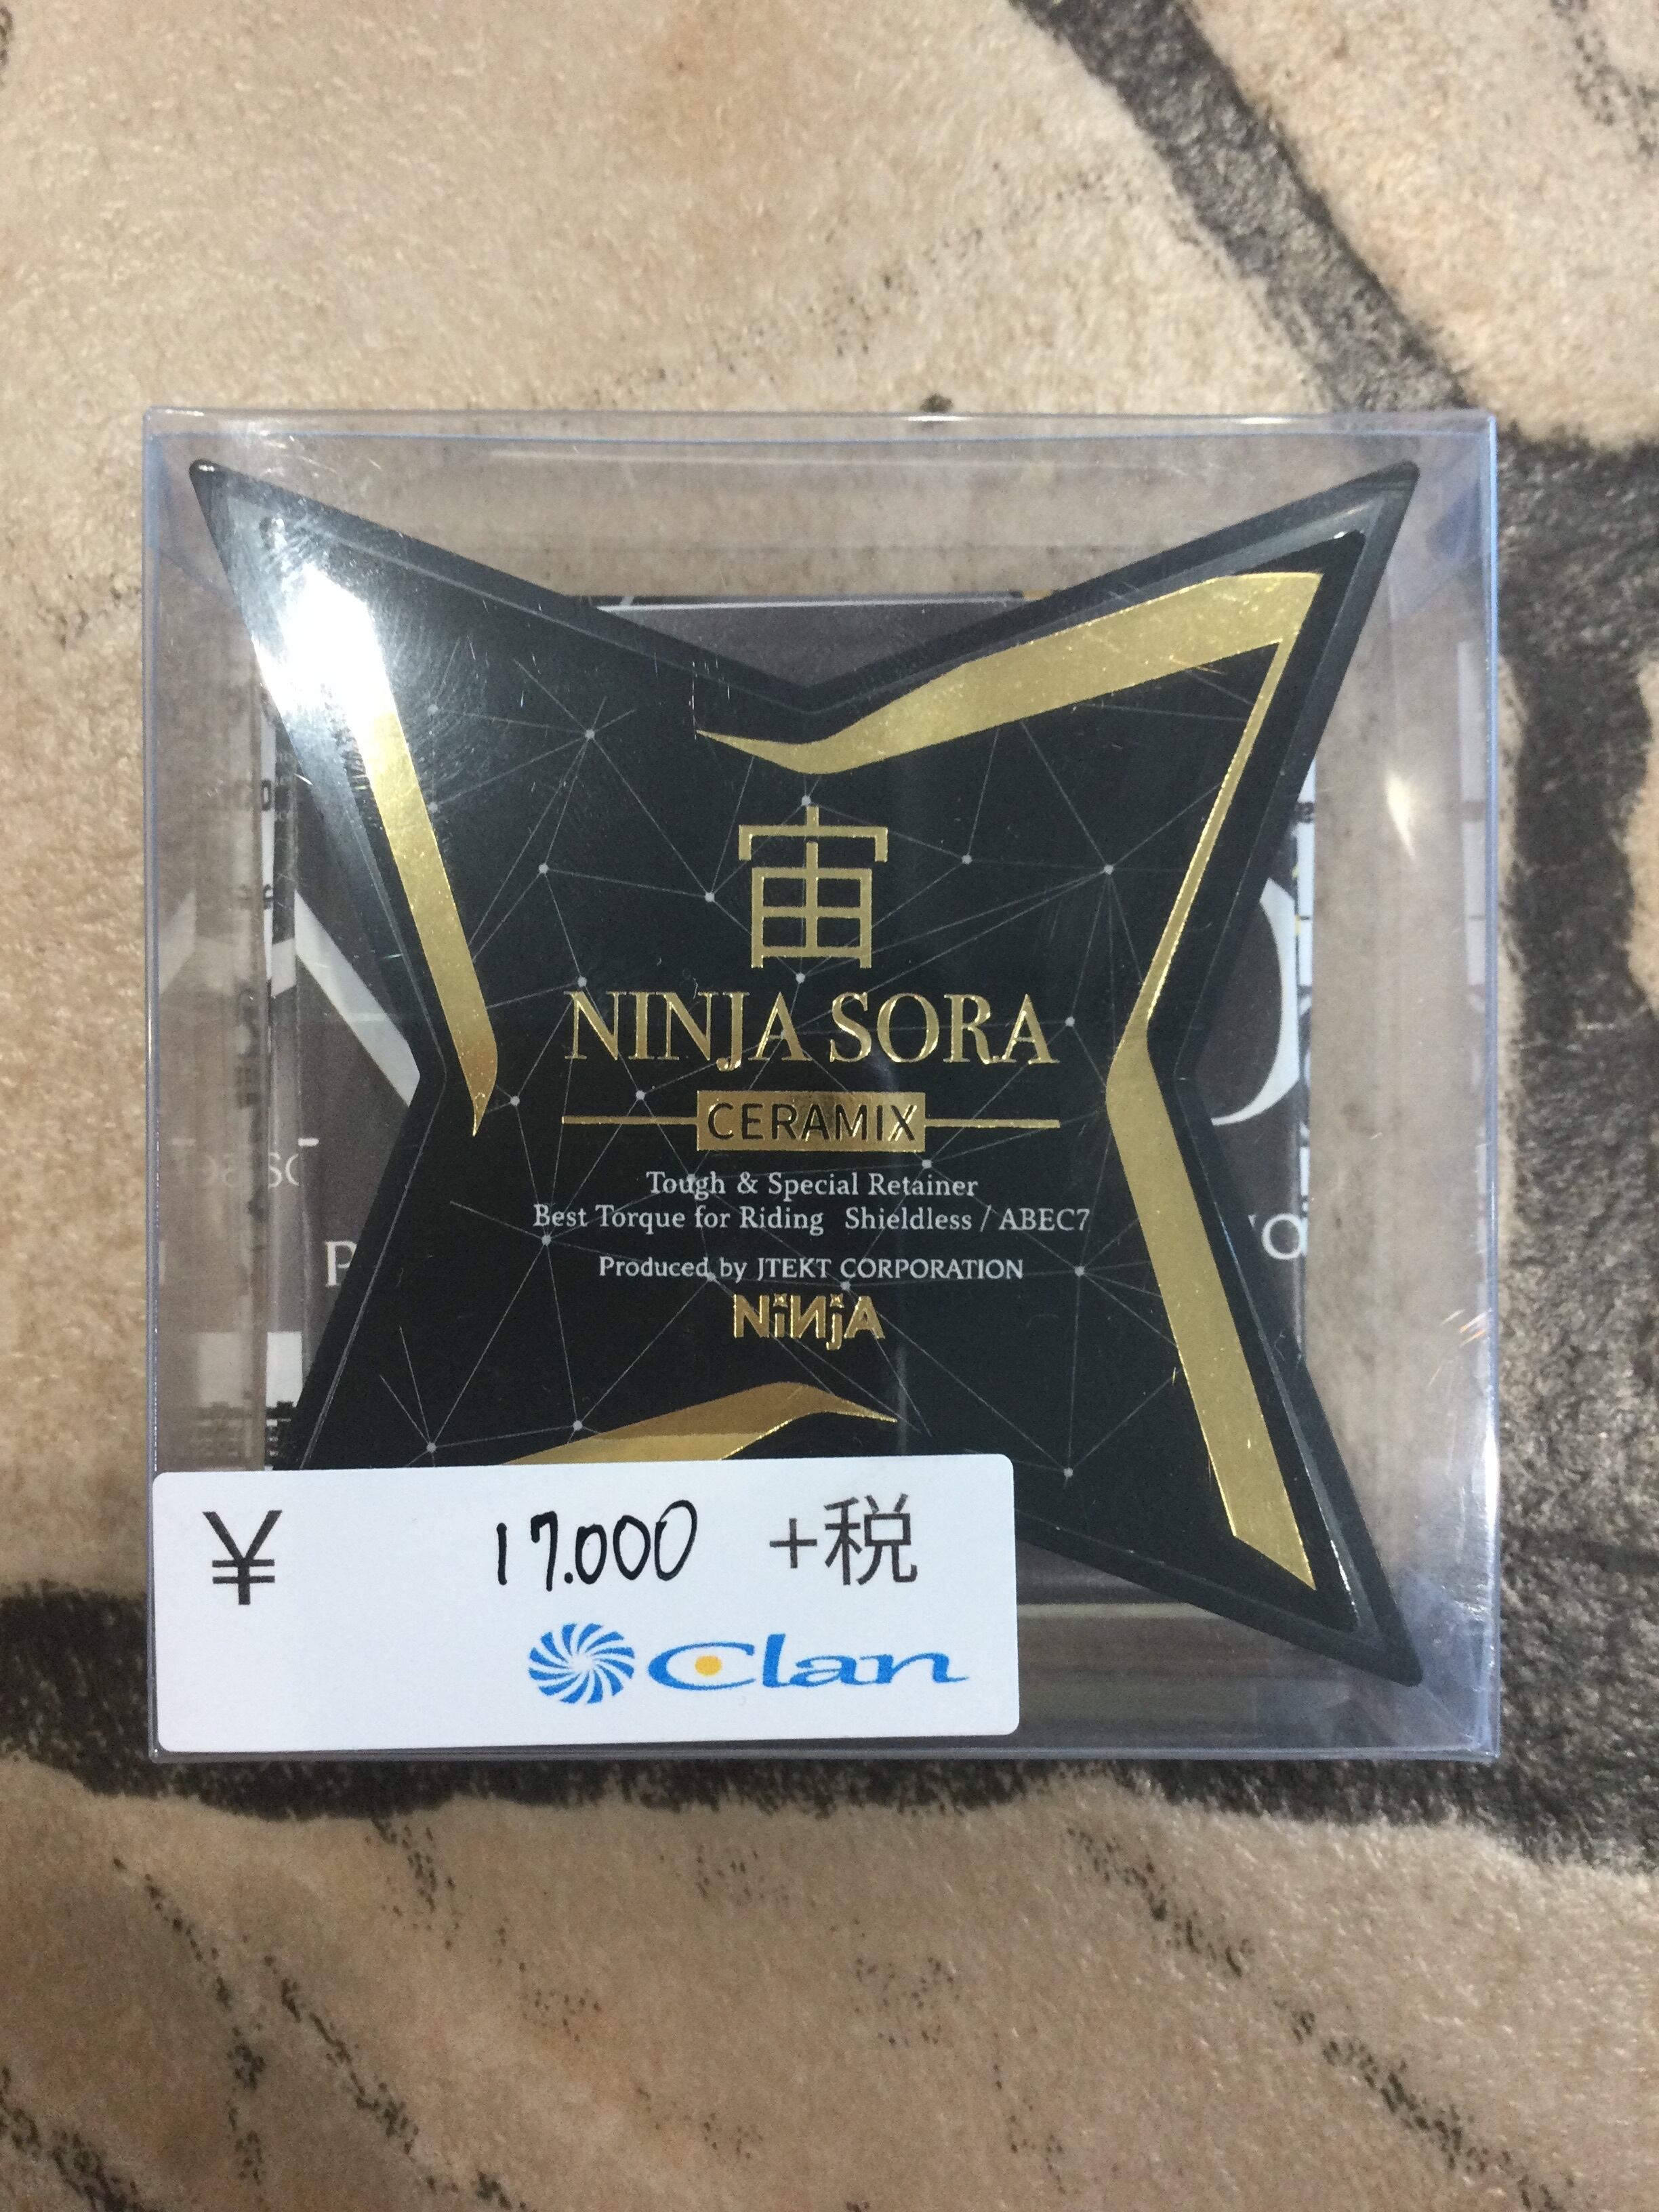 宙
NINJA SORA
CERAMIX
Tough & Special Retainer
Best Torque for Riding Shieldless / ABEC7
Produced by JTEKT CORPORATION
NiNjA
¥ 17.000 +税
Clan